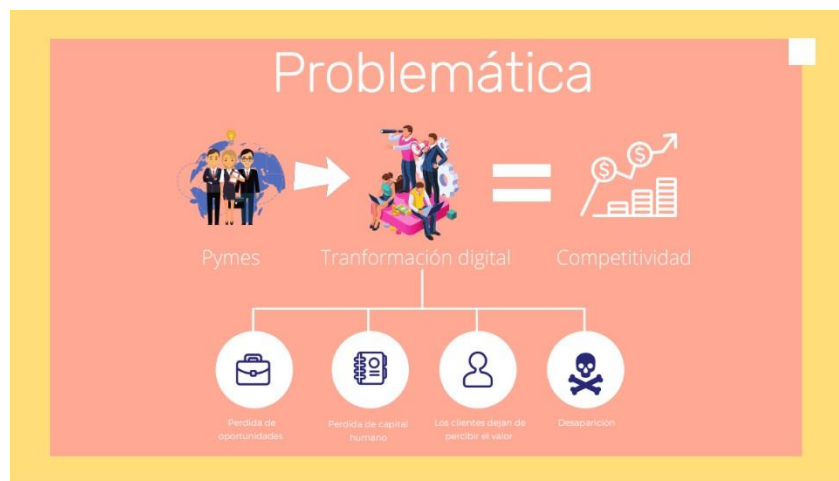 Problemática
Pymes
Tranformación digital
Competitividad
Perdida de
oportunidades
Perdida de capital
humano
Los clientes dejan de
percibir el valor
Desaparición